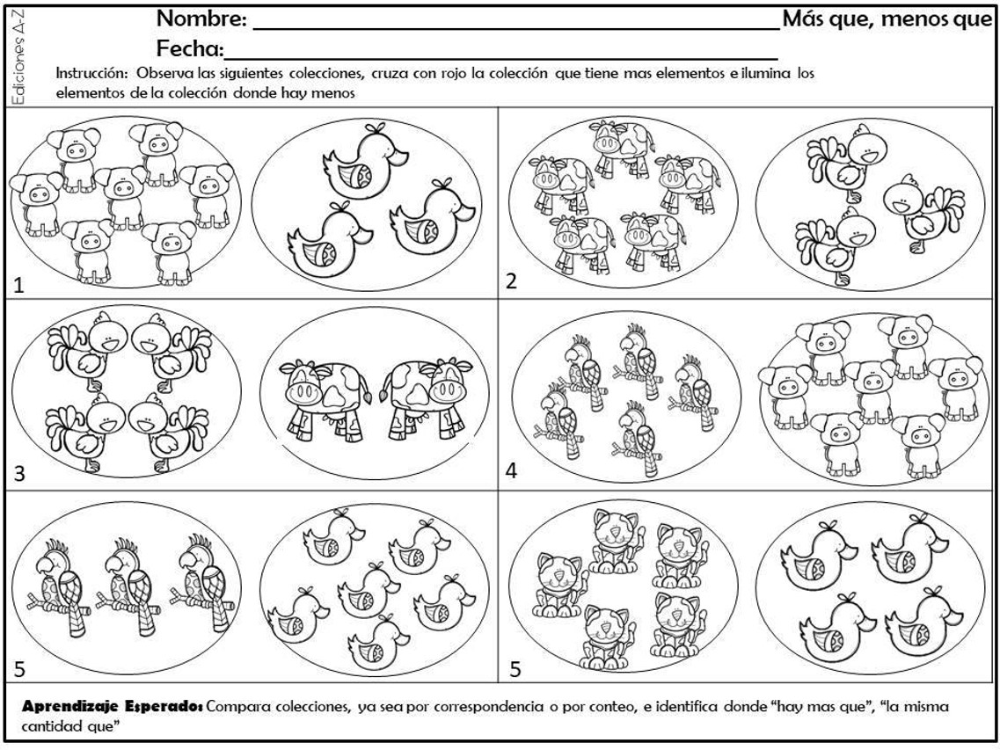 Ediciones A-Z
Nombre: ______________________ Más que, menos que
Fecha:______________________
Instrucción: Observa las siguientes colecciones, cruza con rojo la colección que tiene mas elementos e ilumina los
elementos de la colección donde hay menos
1
2
3
4
5
5
Aprendizaje Esperado: Compara colecciones, ya sea por correspondencia o por conteo, e identifica donde “hay mas que”, “la misma
cantidad que”